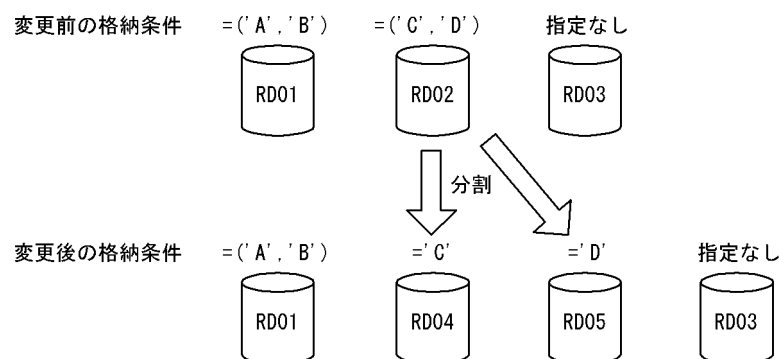 変更前の格納条件 =('A','B') =('C','D') 指定なし
RD01 RD02 RD03
分割
変更後の格納条件 =('A','B') ='C' ='D' 指定なし
RD01 RD04 RD05 RD03